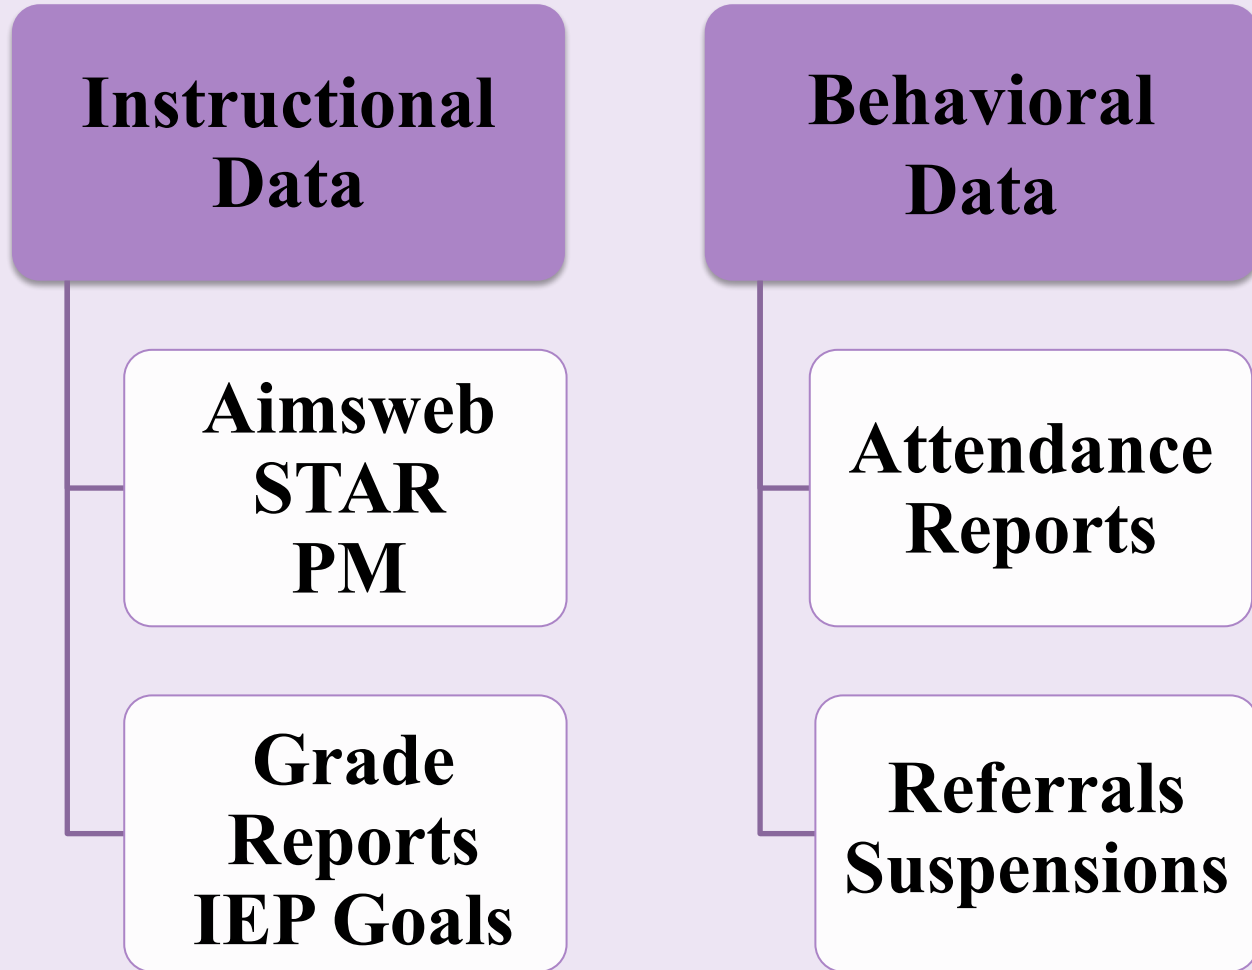 Instructional
Data
Aimsweb
STAR
PM
Grade
Reports
IEP Goals
Behavioral
Data
Attendance
Reports
Referrals
Suspensions